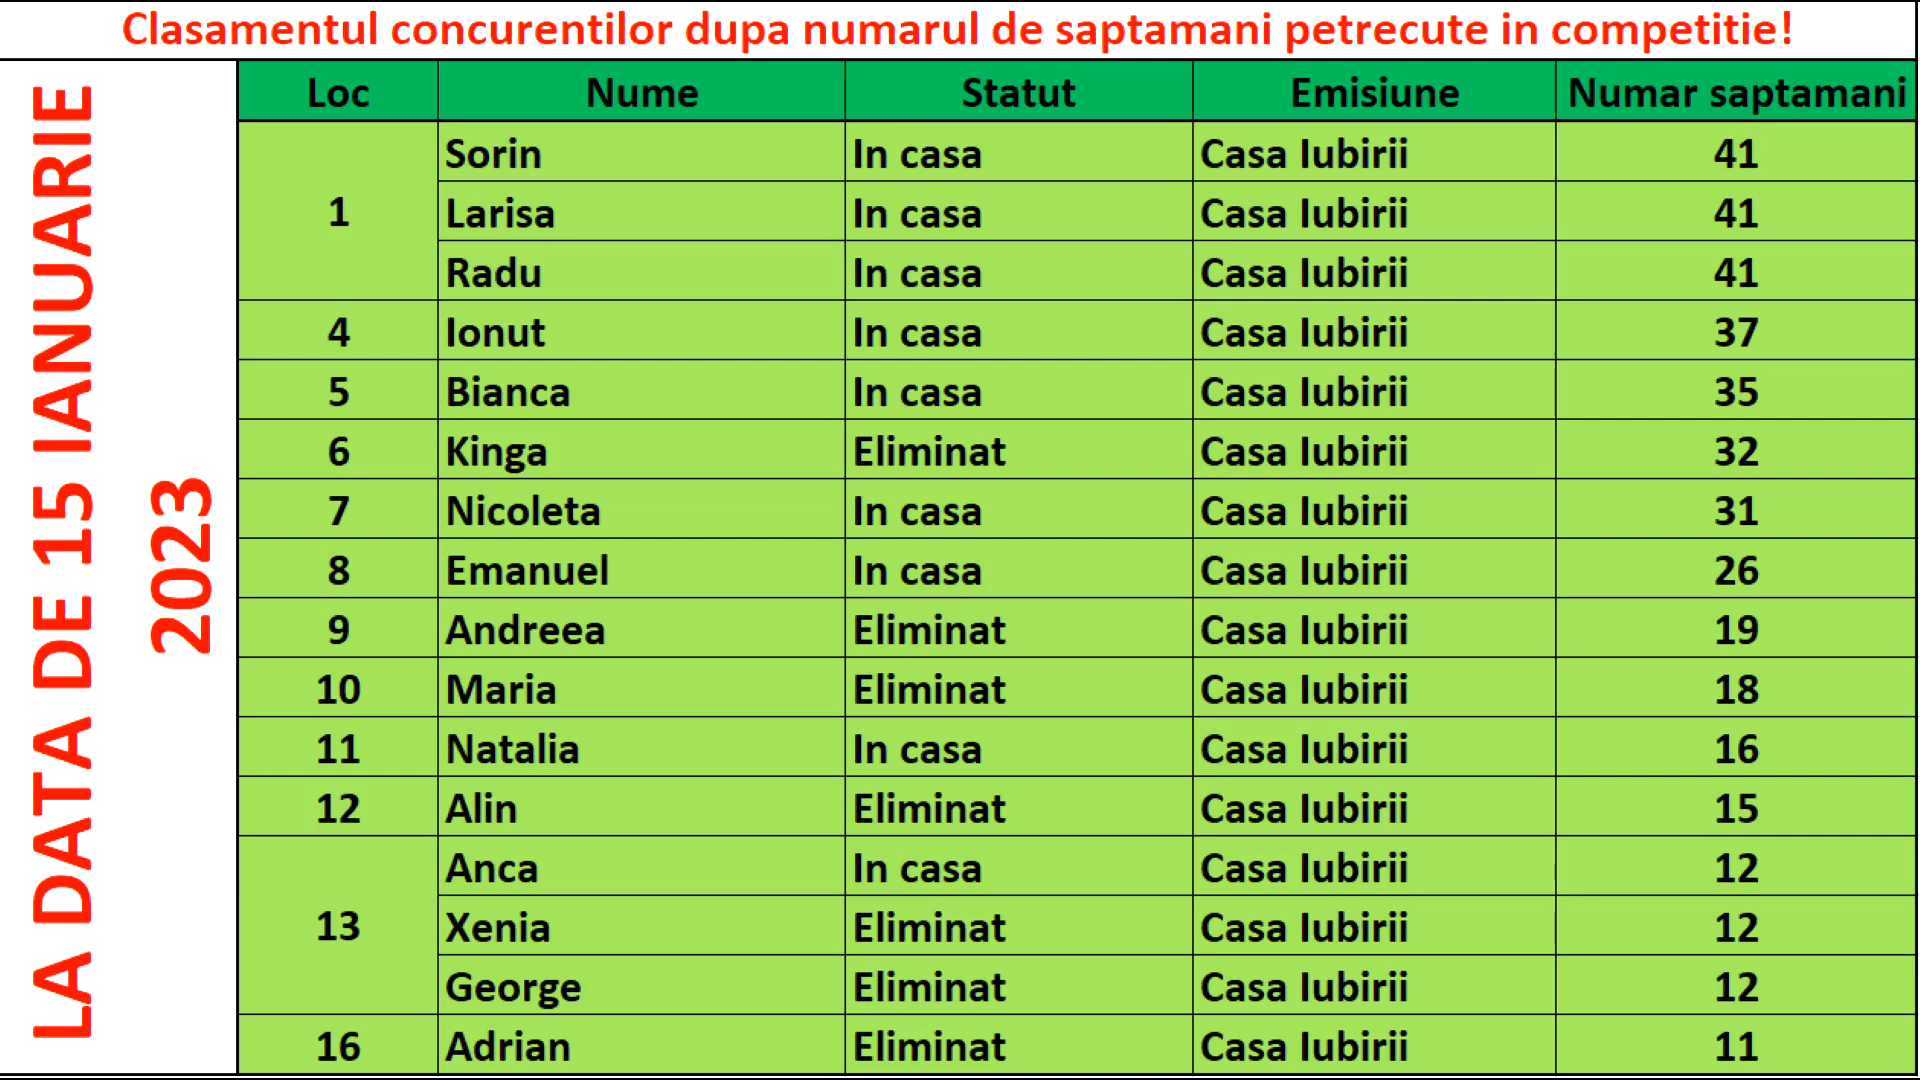 Clasamentul concurentilor dupa numarul de saptamani petrecute in competitie!
LA DATA DE 15 IANUARIE
2023
Loc Nume Statut Emisiune Numar saptamani
1 Sorin In casa Casa Iubirii 41
Larisa In casa Casa Iubirii 41
Radu In casa Casa Iubirii 41
4 Ionut In casa Casa Iubirii 37
5 Bianca In casa Casa Iubirii 35
6 Kinga Eliminat Casa Iubirii 32
7 Nicoleta In casa Casa Iubirii 31
8 Emanuel In casa Casa Iubirii 26
9 Andreea Eliminat Casa Iubirii 19
10 Maria Eliminat Casa Iubirii 18
11 Natalia In casa Casa Iubirii 16
12 Alin Eliminat Casa Iubirii 15
13 Anca In casa Casa Iubirii 12
Xenia Eliminat Casa Iubirii 12
George Eliminat Casa Iubirii 12
16 Adrian Eliminat Casa Iubirii 11